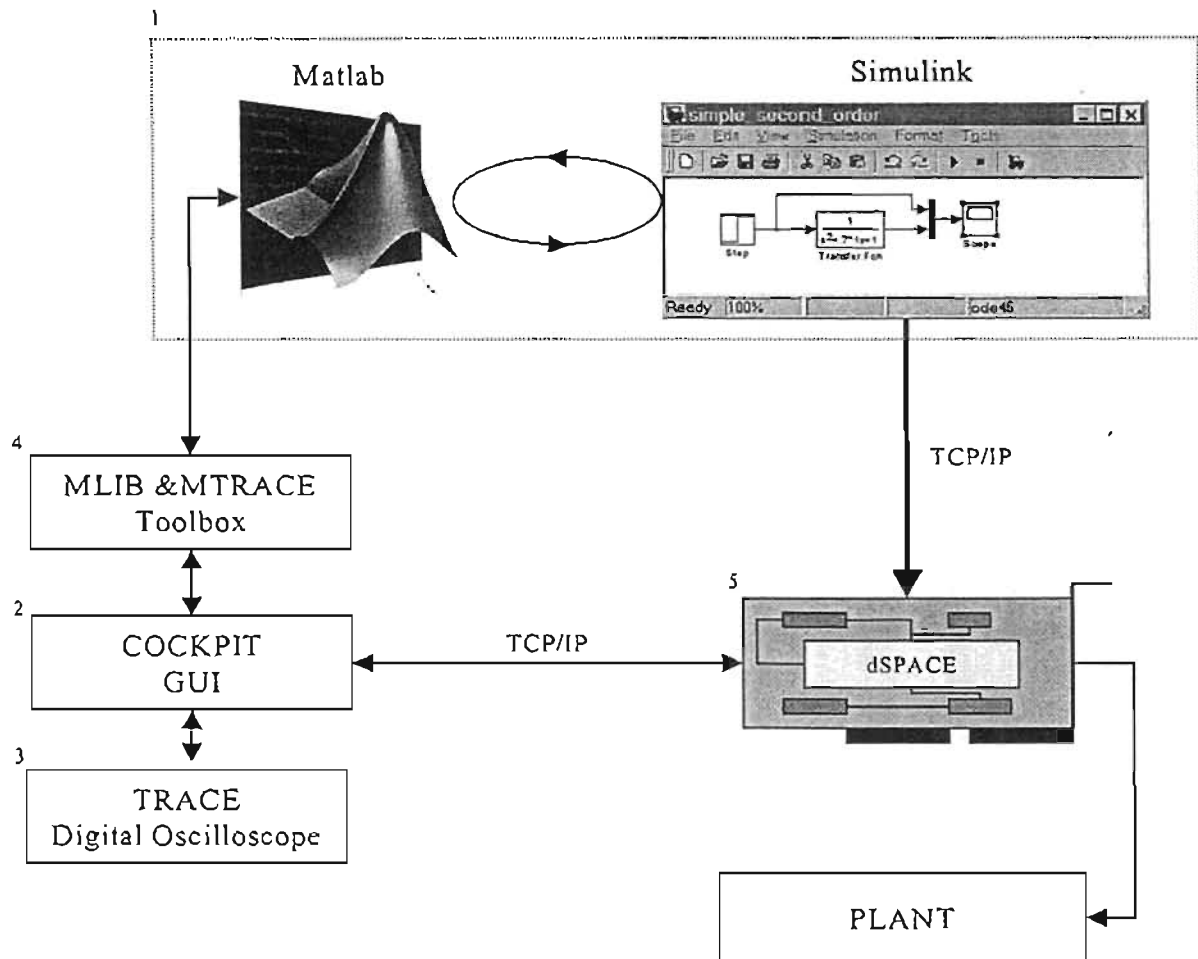 1
Matlab
Simulink
simple_second_order
File Edit View Simulation Format Tools
1
Step
Transfer Fcn
Scope
Ready 100% ode45
TCP/IP
4
MLIB &MTRACE
Toolbox
5
2
COCKPIT
GUI
TCP/IP
dSPACE
3
TRACE
Digital Oscilloscope
PLANT